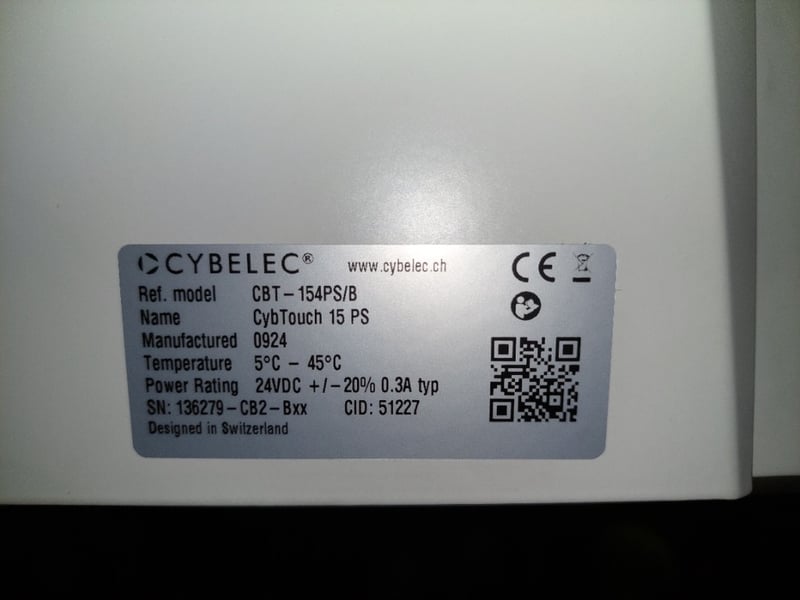 CYBELEC® www.cybelec.ch CE
Ref. model CBT-154PS/B
Name CybTouch 15 PS
Manufactured 0924
Temperature 5°C - 45°C
Power Rating 24VDC +/-20% 0.3A typ
SN: 136279-CB2-Bxx CID: 51227
Designed in Switzerland